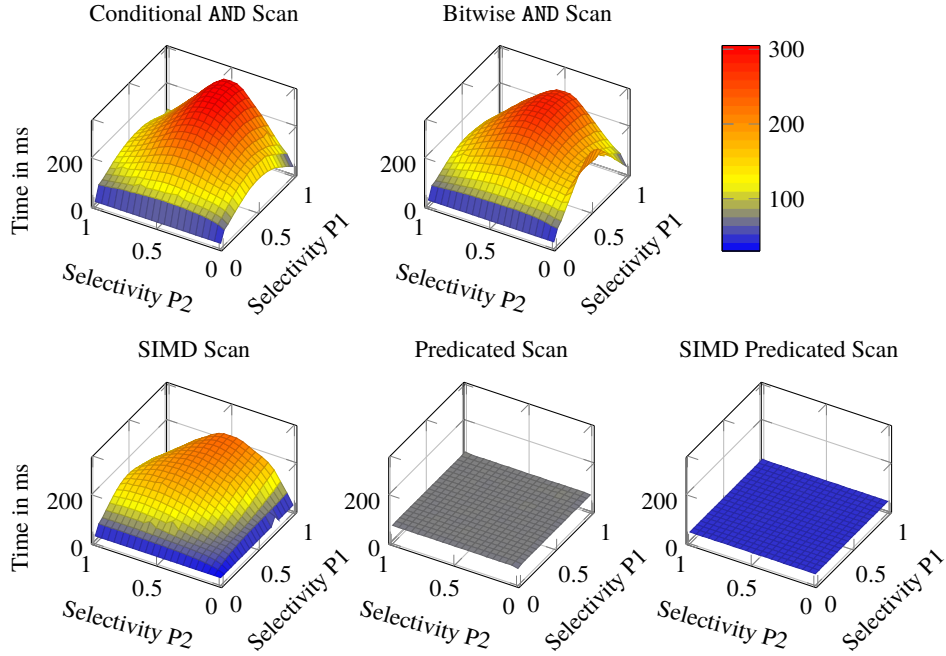 Conditional AND Scan
Bitwise AND Scan
Time in ms
200
0
1
0.5
0
Selectivity P2
0
0.5
1
Selectivity P1
200
0
1
0.5
0
Selectivity P2
0
0.5
1
Selectivity P1
300
200
100
SIMD Scan
Predicated Scan
SIMD Predicated Scan
Time in ms
200
0
1
0.5
0
Selectivity P2
0
0.5
1
Selectivity P1
200
0
1
0.5
0
Selectivity P2
0
0.5
1
Selectivity P1
200
0
1
0.5
0
Selectivity P2
0
0.5
1
Selectivity P1